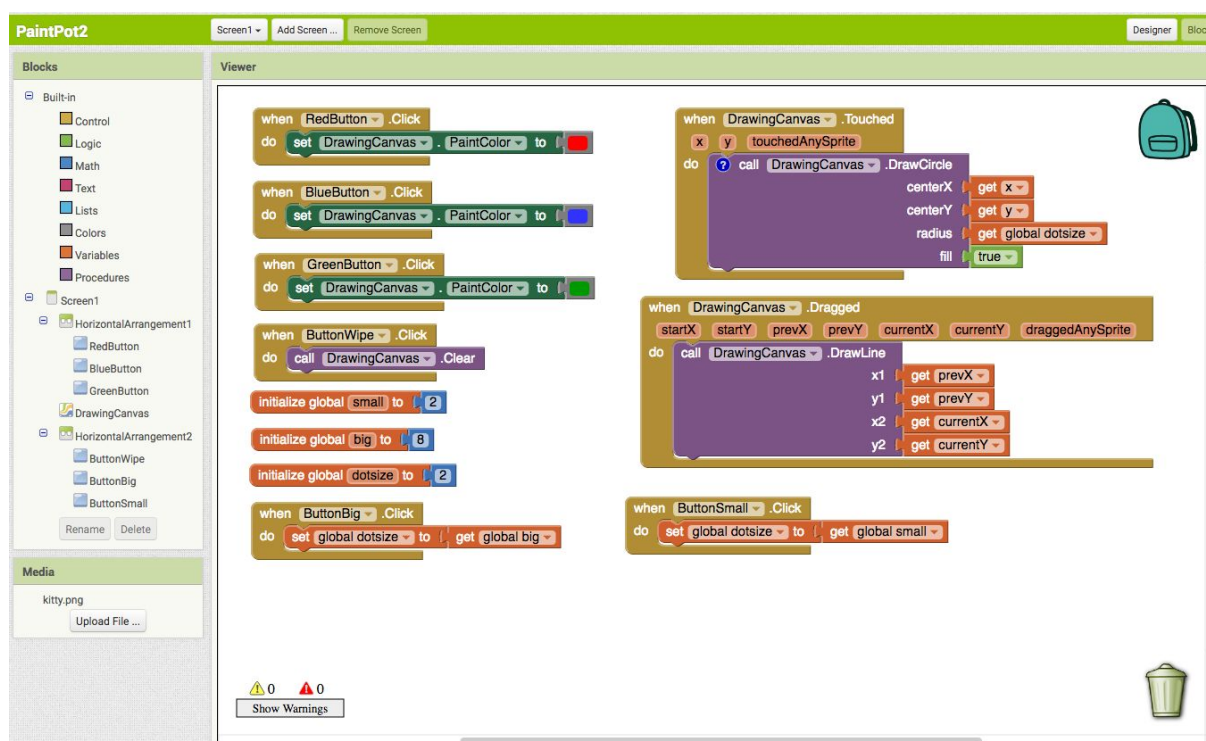 PaintPot2
Screen1
Add Screen ...
Remove Screen
Designer
Bloc
Blocks
Viewer
Built-in
Control
Logic
Math
Text
Lists
Colors
Variables
Procedures
Screen1
HorizontalArrangement1
RedButton
BlueButton
GreenButton
DrawingCanvas
HorizontalArrangement2
ButtonWipe
ButtonBig
ButtonSmall
Rename Delete
Media
kitty.png
Upload File ...
when RedButton .Click
do set DrawingCanvas . PaintColor to
when BlueButton .Click
do set DrawingCanvas . PaintColor to
when GreenButton .Click
do set DrawingCanvas . PaintColor to
when ButtonWipe .Click
do call DrawingCanvas .Clear
initialize global small to 2
initialize global big to 8
initialize global dotsize to 2
when ButtonBig .Click
do set global dotsize to get global big
when DrawingCanvas .Touched
x y touchedAnySprite
do ? call DrawingCanvas .DrawCircle
centerX get x
centerY get y
radius get global dotsize
fill true
when DrawingCanvas .Dragged
startX startY prevX prevY currentX currentY draggedAnySprite
do call DrawingCanvas .DrawLine
x1 get prevX
y1 get prevY
x2 get currentX
y2 get currentY
when ButtonSmall .Click
do set global dotsize to get global small
0 0
Show Warnings